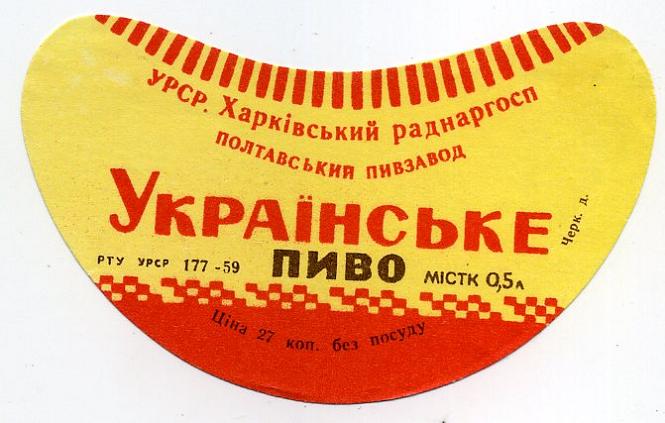 УРСР. Харківський раднаргосп
ПОЛТАВСЬКИЙ ПИВЗАВОД
УКРАЇНСЬКЕ
ПИВО
РТУ УРСР 177-59
МІСТК 0,5л
Черк. д.
Ціна 27 коп. без посуду